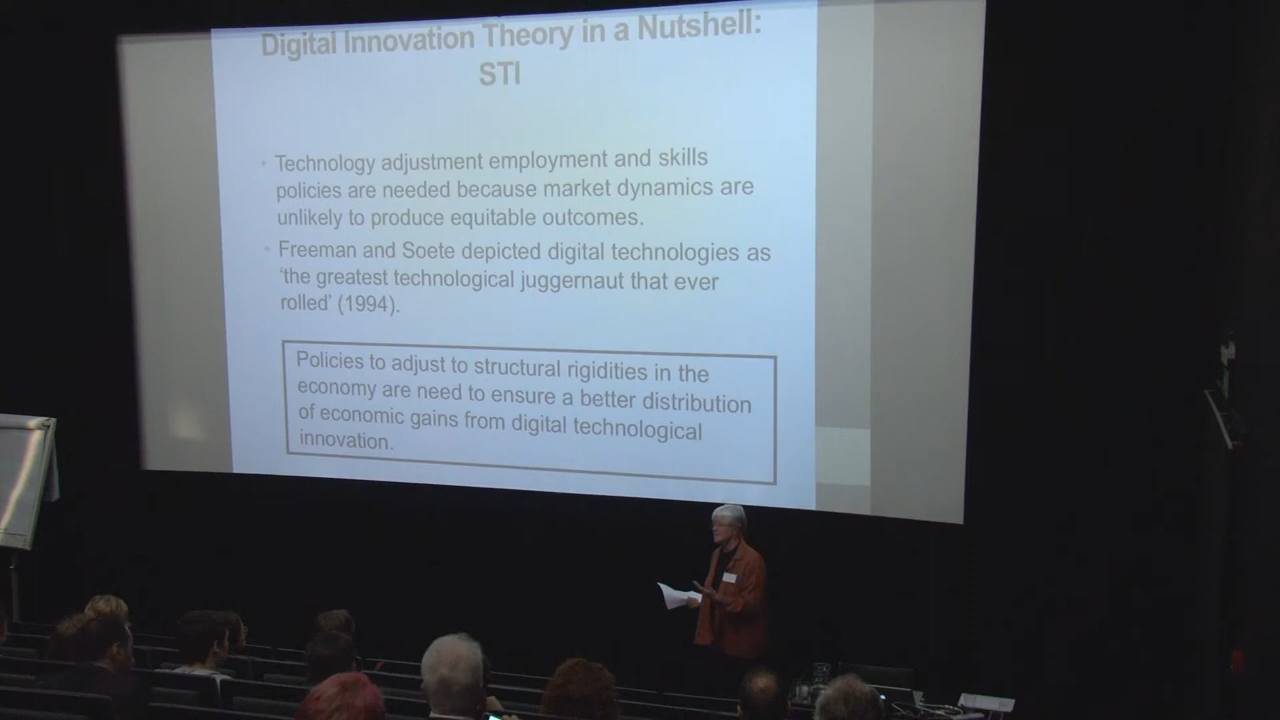 Digital Innovation Theory in a Nutshell:
STI
Technology adjustment employment and skills
policies are needed because market dynamics are
unlikely to produce equitable outcomes.
Freeman and Soete depicted digital technologies as
‘the greatest technological juggernaut that ever
rolled’ (1994).
Policies to adjust to structural rigidities in the
economy are need to ensure a better distribution
of economic gains from digital technological
innovation.